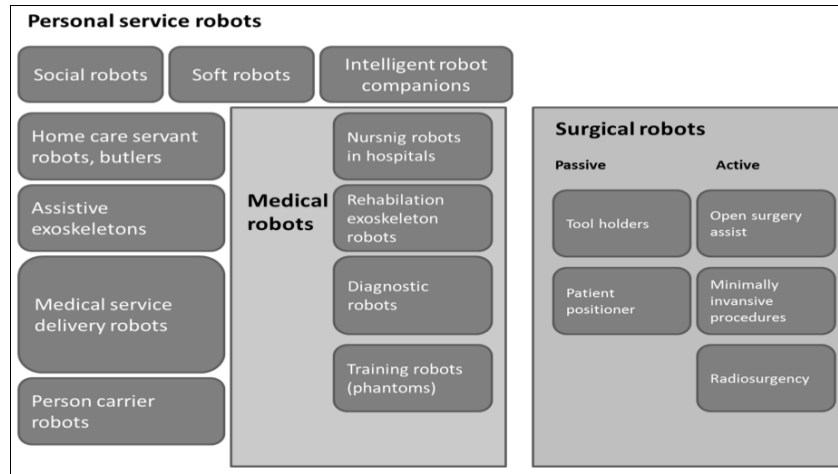 Personal service robots
Social robots
Soft robots
Intelligent robot
companions
Home care servant
robots, butlers
Assistive
exoskeletons
Medical service
delivery robots
Person carrier
robots
Medical
robots
Nursnig robots
in hospitals
Rehabilation
exoskeleton
robots
Diagnostic
robots
Training robots
(phantoms)
Surgical robots
Passive
Active
Tool holders
Open surgery
assist
Patient
positioner
Minimally
invansive
procedures
Radiosurgency